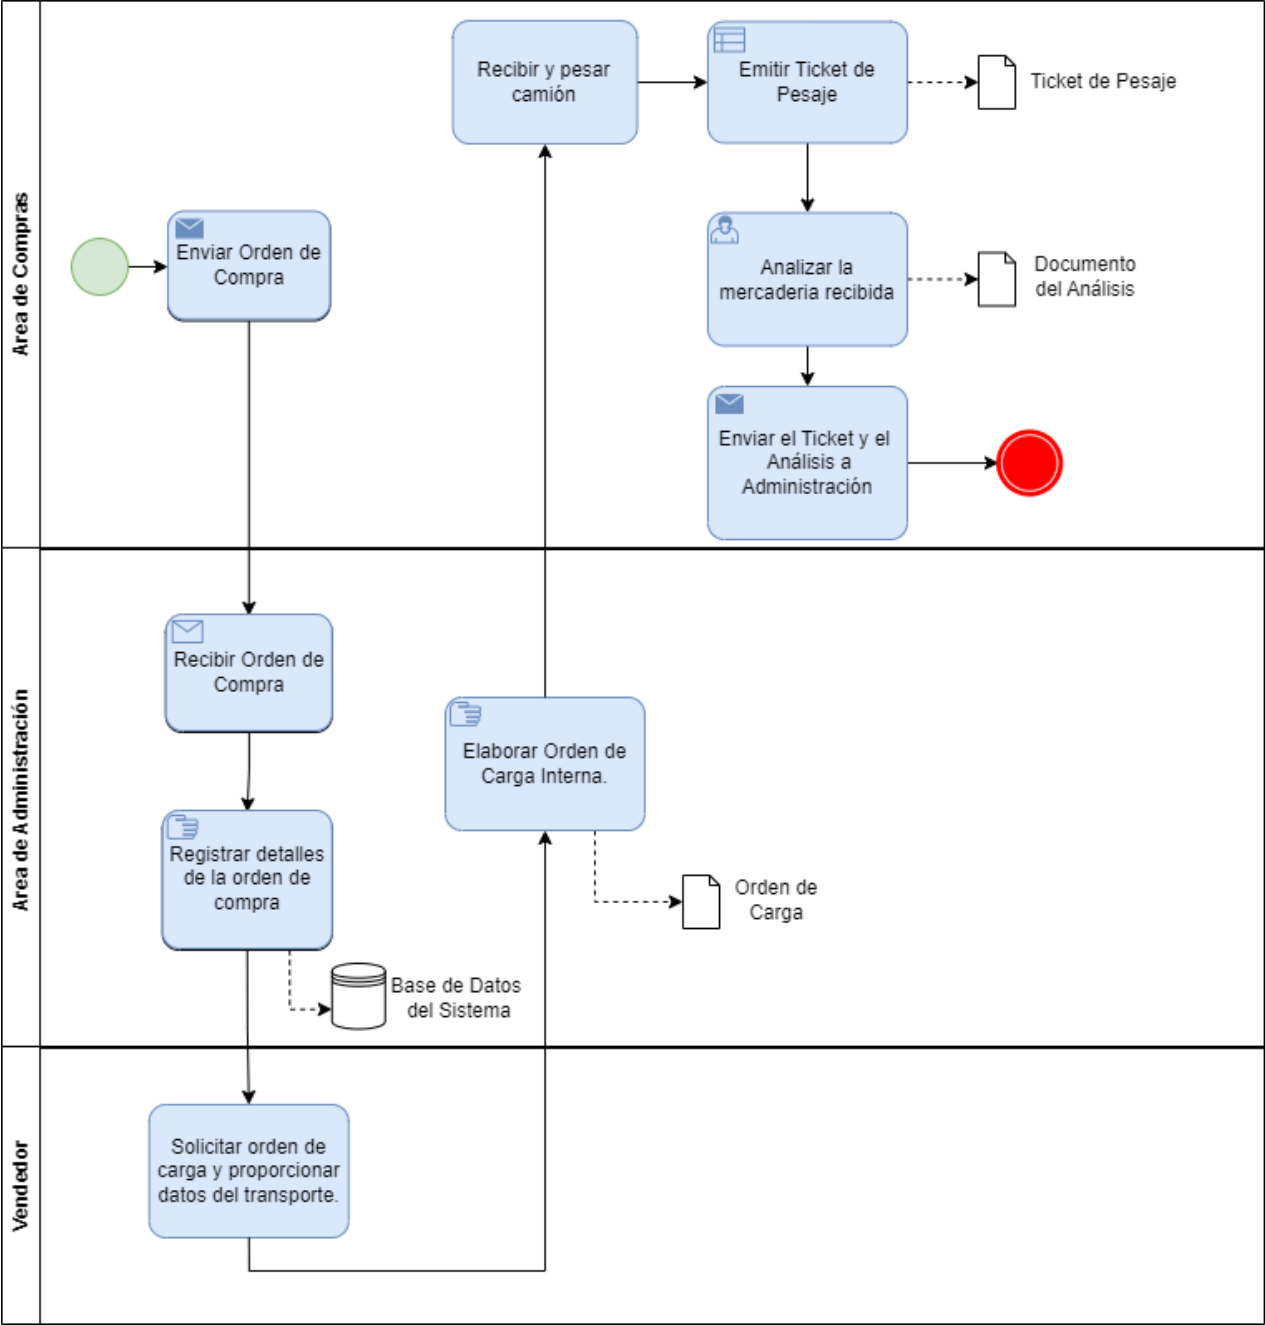 Area de Compras
Recibir y pesar
camión
Emitir Ticket de
Pesaje
Ticket de Pesaje
Enviar Orden de
Compra
Analizar la
mercaderia recibida
Documento
del Análisis
Enviar el Ticket y el
Análisis a
Administración
Area de Administración
Recibir Orden de
Compra
Elaborar Orden de
Carga Interna.
Registrar detalles
de la orden de
compra
Orden de
Carga
Base de Datos
del Sistema
Vendedor
Solicitar orden de
carga y proporcionar
datos del transporte.